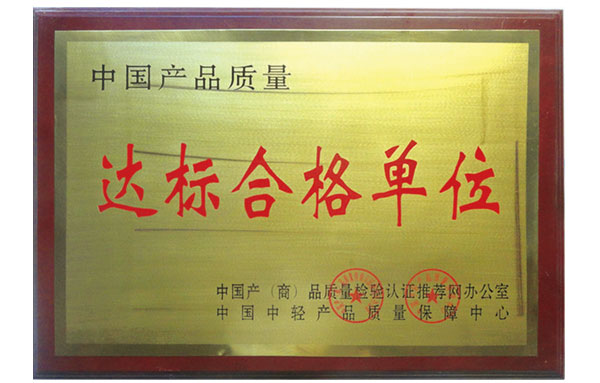 中国产品质量
达标合格单位
中国产（商）品质量检验认证推荐网办公室
中国中轻产品质量保障中心